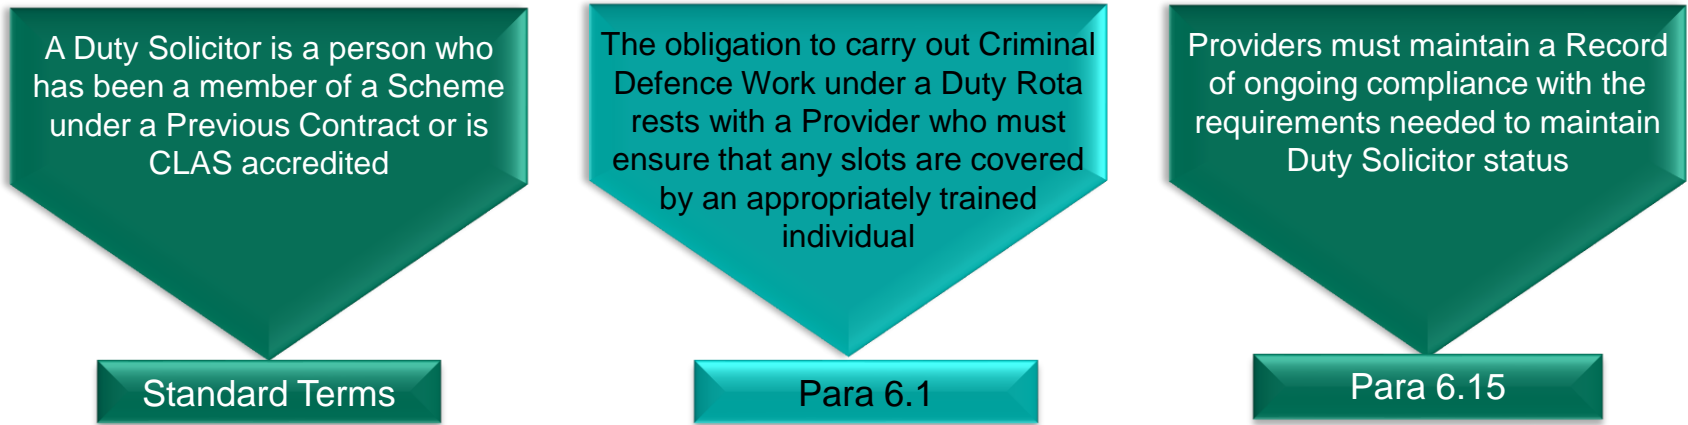 A Duty Solicitor is a person who
has been a member of a Scheme
under a Previous Contract or is
CLAS accredited
Standard Terms
The obligation to carry out Criminal
Defence Work under a Duty Rota
rests with a Provider who must
ensure that any slots are covered
by an appropriately trained
individual
Para 6.1
Providers must maintain a Record
of ongoing compliance with the
requirements needed to maintain
Duty Solicitor status
Para 6.15